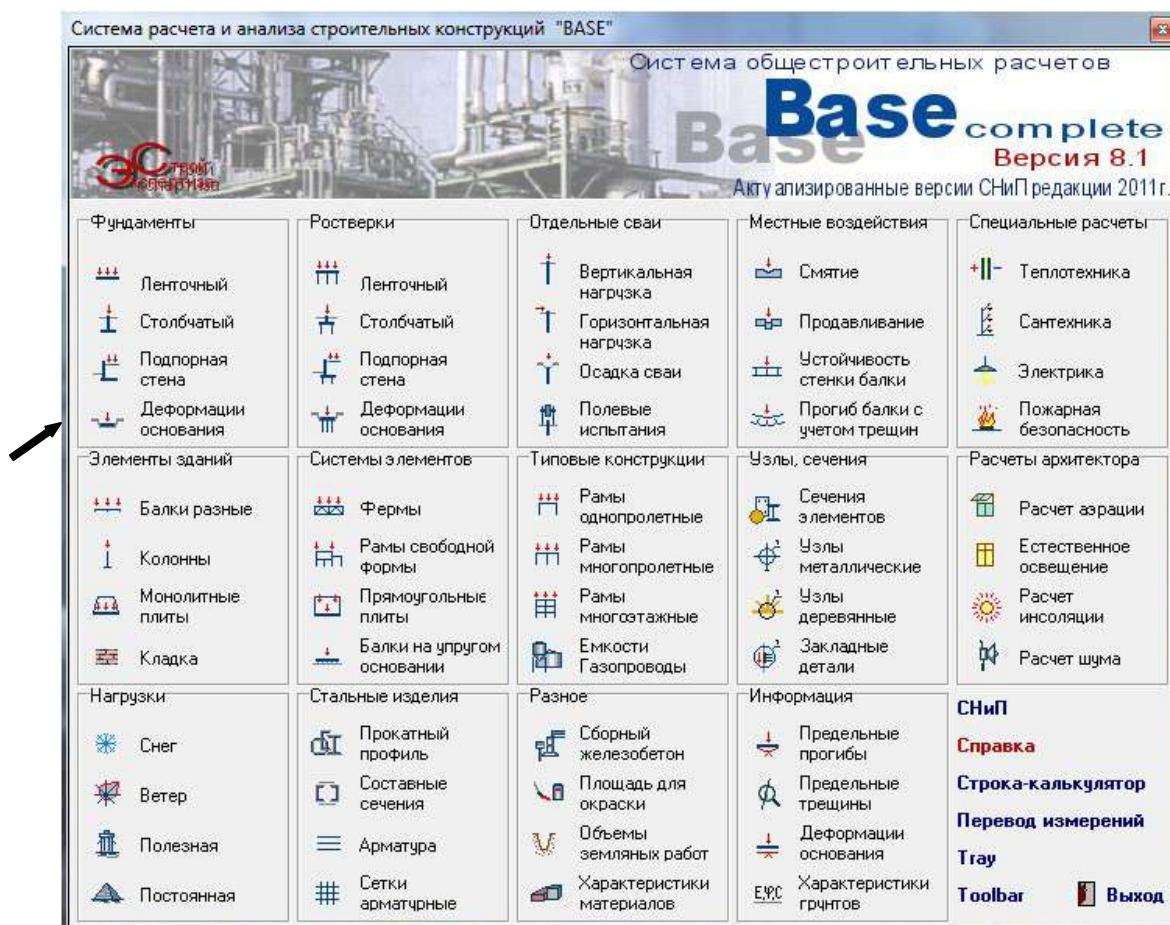 Система расчета и анализа строительных конструкций "BASE"
Система общестроительных расчетов
Base
Base complete
Версия 8.1
Актуализированные версии СНиП редакции 2011г.
Фундаменты
Ленточный
Столбчатый
Подпорная
стена
Деформации
основания
Ростверки
Ленточный
Столбчатый
Подпорная
стена
Деформации
основания
Отдельные сваи
Вертикальная
нагрузка
Горизонтальная
нагрузка
Осадка сваи
Полевые
испытания
Местные воздействия
Смятие
Продавливание
Устойчивость
стенки балки
Прогиб балки с
учетом трещин
Специальные расчеты
Теплотехника
Сантехника
Электрика
Пожарная
безопасность
Элементы зданий
Балки разные
Колонны
Монолитные
плиты
Кладка
Системы элементов
Фермы
Рамы свободной
формы
Прямоугольные
плиты
Балки на упругом
основании
Типовые конструкции
Рамы
однопролетные
Рамы
многопролетные
Рамы
многоэтажные
Емкости
Газопроводы
Узлы, сечения
Сечения
элементов
Узлы
металлические
Узлы
деревянные
Закладные
детали
Расчеты архитектора
Расчет аэрации
Естественное
освещение
Расчет
инсоляции
Расчет шума
Нагрузки
Снег
Ветер
Полезная
Постоянная
Стальные изделия
Прокатный
профиль
Составные
сечения
Арматура
Сетки
арматурные
Разное
Сборный
железобетон
Площадь для
окраски
Объемы
земляных работ
Характеристики
материалов
Информация
Предельные
прогибы
Предельные
трещины
Деформации
основания
E,φ,C
Характеристики
грунтов
СНиП
Справка
Строка-калькулятор
Перевод измерений
Tray
Toolbar
Выход